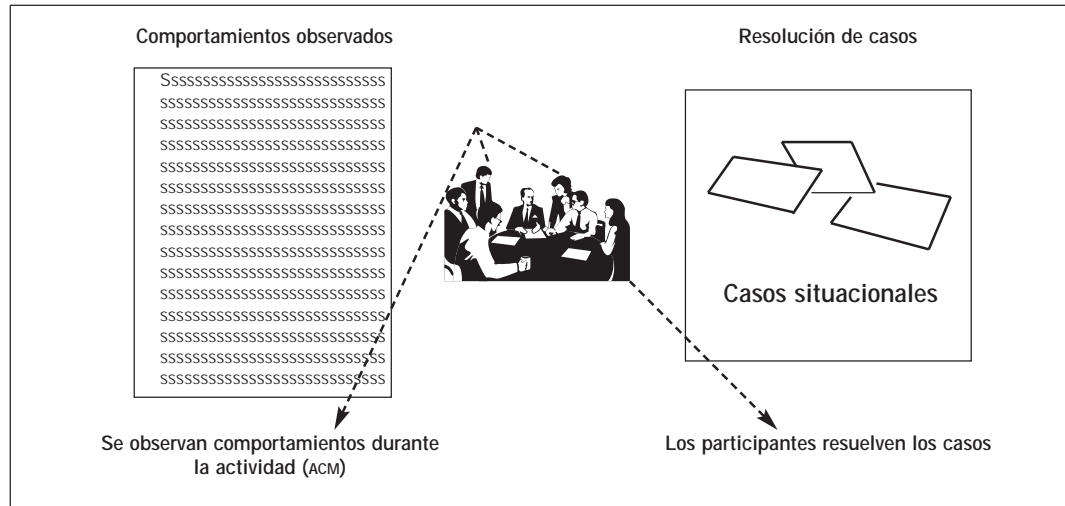 Comportamientos observados
Resolución de casos
Sssssssssssssssssssssssssssss
sssssssssssssssssssssssssssss
sssssssssssssssssssssssssssss
sssssssssssssssssssssssssssss
sssssssssssssssssssssssssssss
sssssssssssssssssssssssssssss
sssssssssssssssssssssssssssss
sssssssssssssssssssssssssssss
sssssssssssssssssssssssssssss
sssssssssssssssssssssssssssss
sssssssssssssssssssssssssssss
sssssssssssssssssssssssssssss
sssssssssssssssssssssssssssss
sssssssssssssssssssssssssssss
sssssssssssssssssssssssssssss
Casos situacionales
Se observan comportamientos durante
la actividad (ACM)
Los participantes resuelven los casos